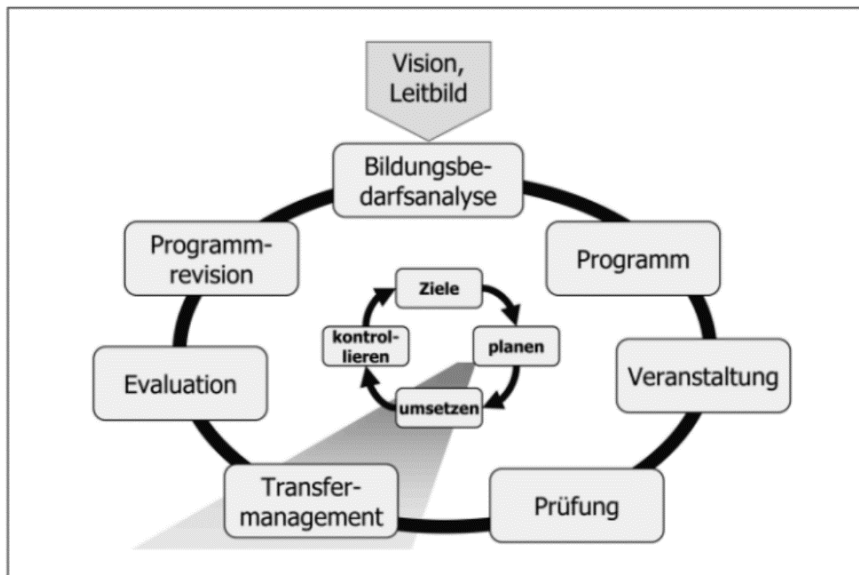 Vision,
Leitbild
Bildungsbe-
darfsanalyse
Programm-
revision
Programm
Ziele
kontrol-
lieren
planen
Evaluation
Veranstaltung
umsetzen
Transfer-
management
Prüfung